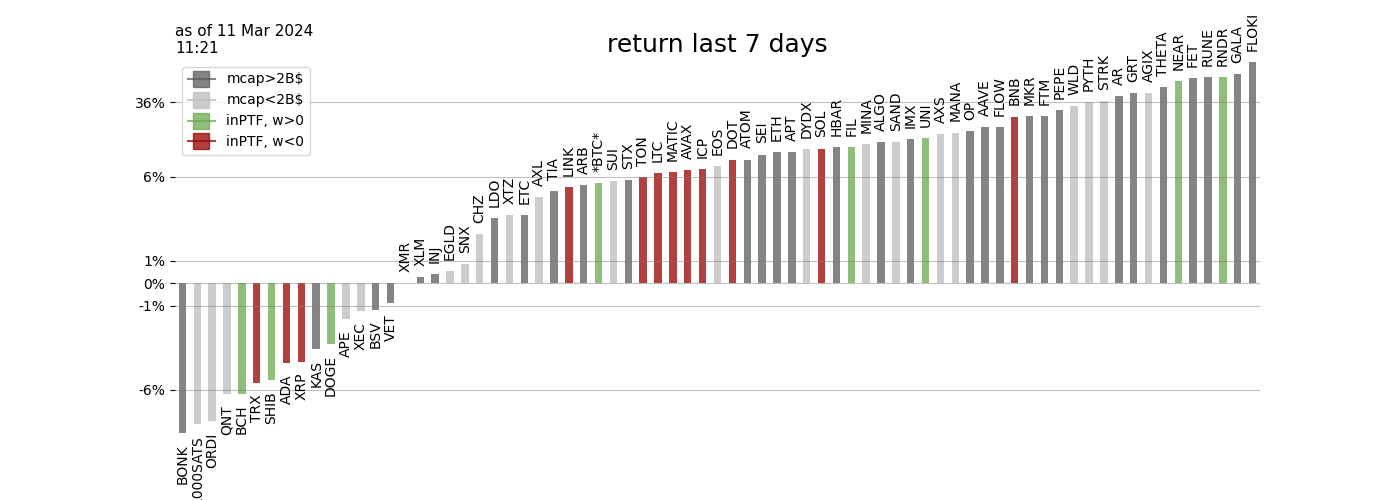 as of 11 Mar 2024
11:21
return last 7 days
mcap>2B$
mcap<2B$
inPTF, w>0
inPTF, w<0
36%
6%
1%
0%
-1%
-6%
BONK
000SATS
ORDI
QNT
BCH
TRX
SHIB
ADA
XRP
KAS
DOGE
APE
XEC
BSV
VET
XMR
XLM
INJ
EGLD
SNX
CHZ
LDO
XTZ
ETC
AXL
TIA
LINK
ARB
*BTC*
SUI
STX
TON
LTC
MATIC
AVAX
ICP
EOS
DOT
ATOM
SEI
ETH
APT
DYDX
SOL
HBAR
FIL
MINA
ALGO
SAND
IMX
UNI
AXS
MANA
OP
AAVE
FLOW
BNB
MKR
FTM
PEPE
WLD
PYTH
STRK
AR
GRT
AGIX
THETA
NEAR
FET
RUNE
RNDR
GALA
FLOKI